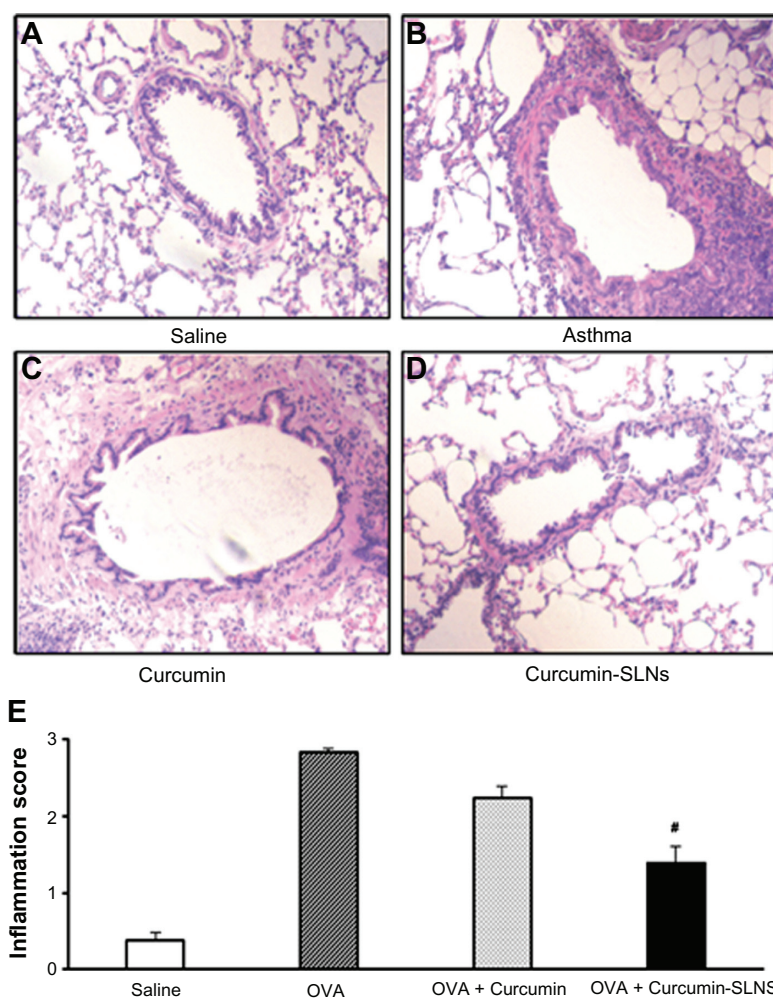 A
B
Saline
Asthma
C
D
Curcumin
Curcumin-SLNs
E
Inflammation score
3
2
1
0
#
Saline
OVA
OVA + Curcumin
OVA + Curcumin-SLNS